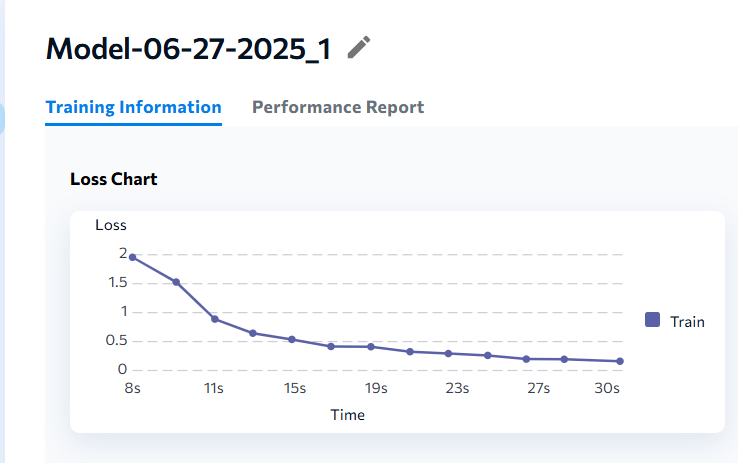 Model-06-27-2025_1
Training Information Performance Report
Loss Chart
Loss
2
1.5
1
0.5
0
8s 11s 15s 19s 23s 27s 30s
Time
Train